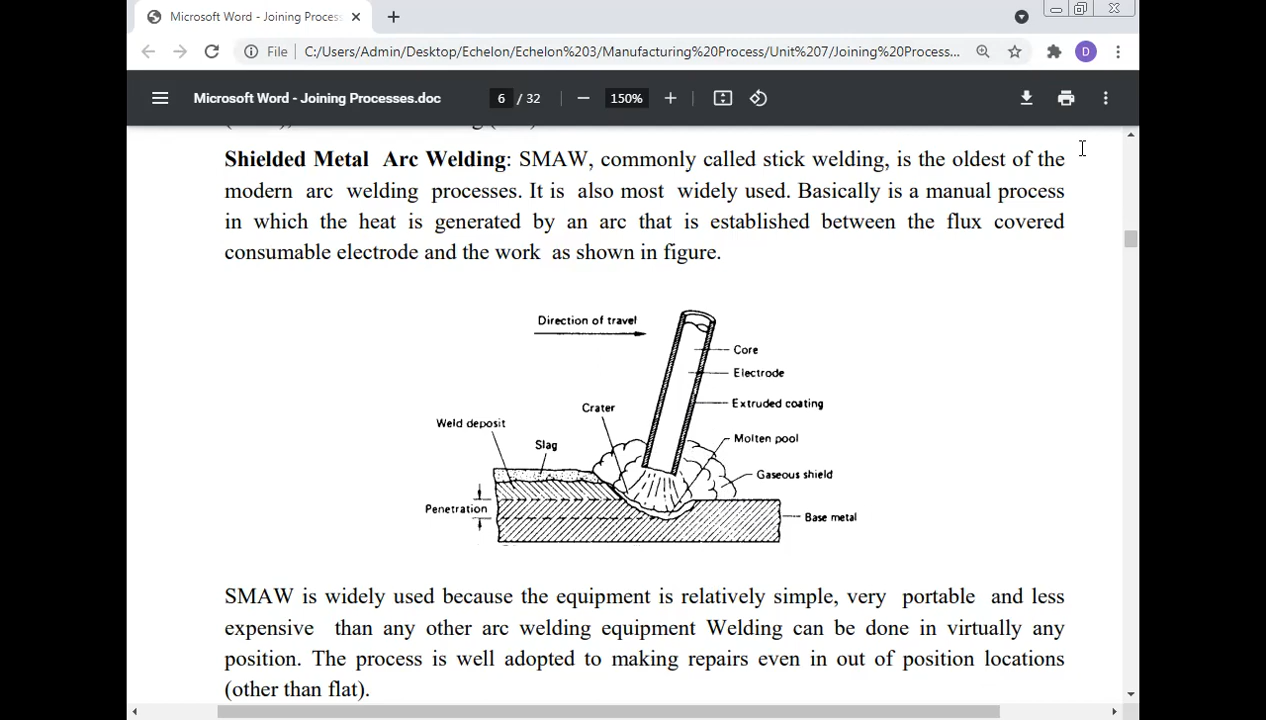 Microsoft Word - Joining Process
File C:/Users/Admin/Desktop/Echelon/Echelon%203/Manufacturing%20Process/Unit%207/Joining%20Process... D
Microsoft Word - Joining Processes.doc 6 / 32 150%
Shielded Metal Arc Welding: SMAW, commonly called stick welding, is the oldest of the
modern arc welding processes. It is also most widely used. Basically is a manual process
in which the heat is generated by an arc that is established between the flux covered
consumable electrode and the work as shown in figure.
Direction of travel
Core
Electrode
Extruded coating
Crater
Weld deposit
Molten pool
Slag
Gaseous shield
Penetration
Base metal
SMAW is widely used because the equipment is relatively simple, very portable and less
expensive than any other arc welding equipment Welding can be done in virtually any
position. The process is well adopted to making repairs even in out of position locations
(other than flat).